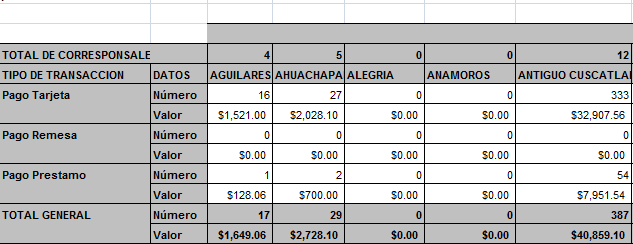 TOTAL DE CORRESPONSALE 4 5 0 0 12
TIPO DE TRANSACCION DATOS AGUILARES AHUACHAPA ALEGRIA ANAMOROS ANTIGUO CUSCATLA
Pago Tarjeta Número 16 27 0 0 333
Valor $1,521.00 $2,028.10 $0.00 $0.00 $32,907.56
Pago Remesa Número 0 0 0 0 0
Valor $0.00 $0.00 $0.00 $0.00 $0.00
Pago Prestamo Número 1 2 0 0 54
Valor $128.06 $700.00 $0.00 $0.00 $7,951.54
TOTAL GENERAL Número 17 29 0 0 387
Valor $1,649.06 $2,728.10 $0.00 $0.00 $40,859.10